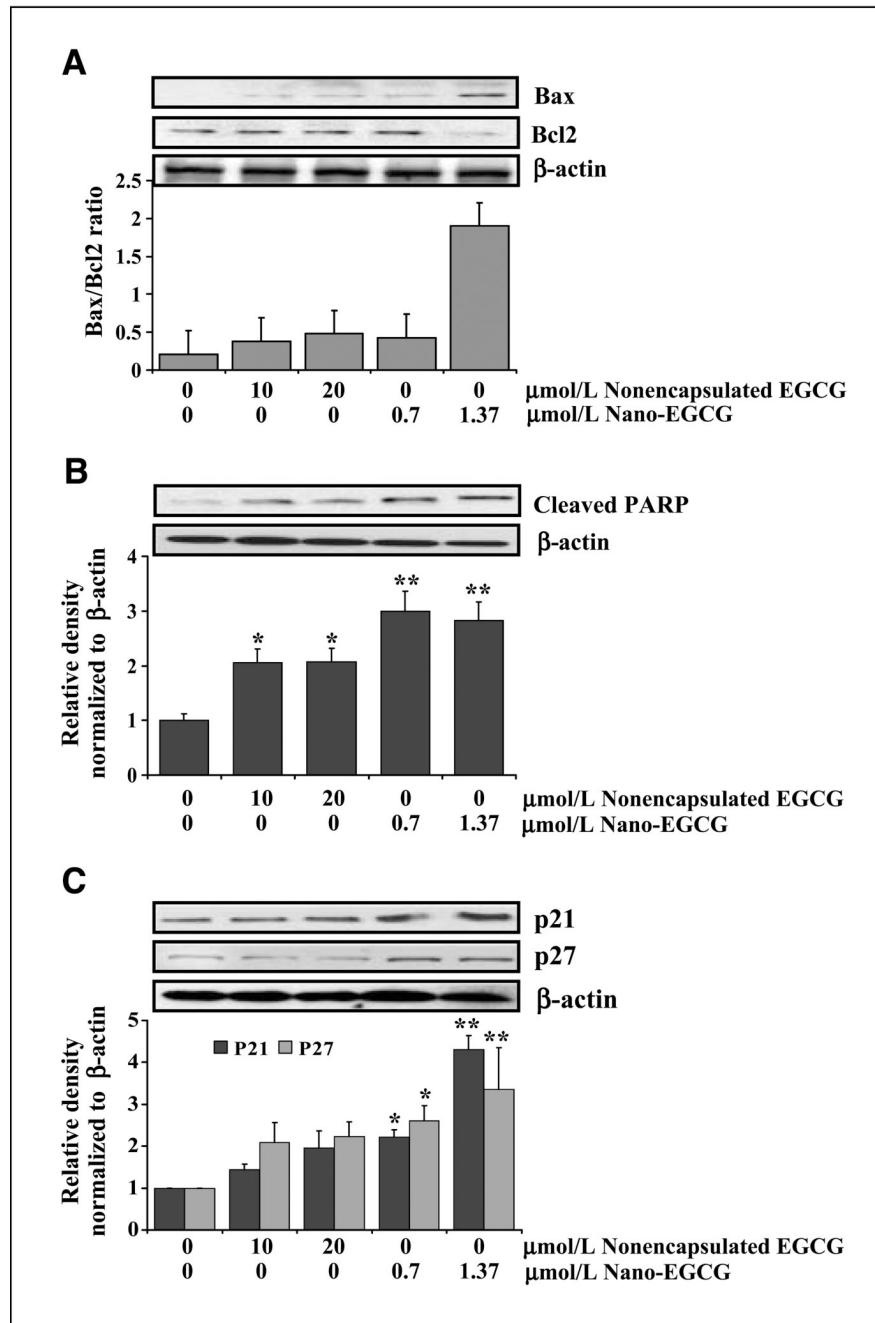 A
Bax
Bcl2
β-actin
2.5
2
1.5
1
0.5
0
Bax/Bcl2 ratio
0 10 20 0 0 μmol/L Nonencapsulated EGCG
0 0 0 0.7 1.37 μmol/L Nano-EGCG
B
Cleaved PARP
β-actin
4
3
2
1
0
Relative density
normalized to β-actin
* * ** **
0 10 20 0 0 μmol/L Nonencapsulated EGCG
0 0 0 0.7 1.37 μmol/L Nano-EGCG
C
p21
p27
β-actin
5
4
3
2
1
0
Relative density
normalized to β-actin
P21 P27
* * ** **
0 10 20 0 0 μmol/L Nonencapsulated EGCG
0 0 0 0.7 1.37 μmol/L Nano-EGCG